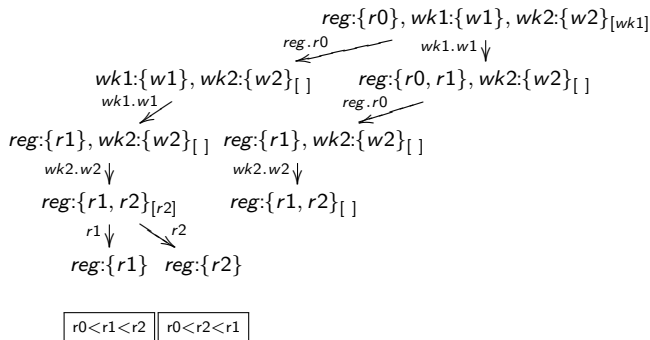 reg:{r0}, wk1:{w1}, wk2:{w2}[wk1]
reg.r0 wk1.w1
wk1:{w1}, wk2:{w2}[ ] reg:{r0, r1}, wk2:{w2}[ ]
wk1.w1 reg.r0
reg:{r1}, wk2:{w2}[ ] reg:{r1}, wk2:{w2}[ ]
wk2.w2 wk2.w2
reg:{r1, r2}[r2] reg:{r1, r2}[ ]
r1 r2
reg:{r1} reg:{r2}
r0<r1<r2 r0<r2<r1